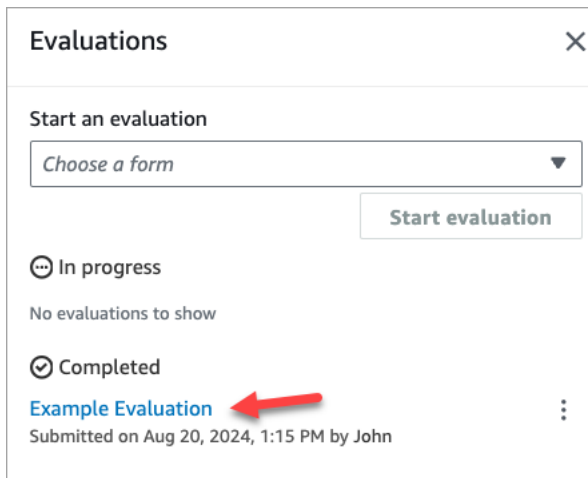 Evaluations
Start an evaluation
Choose a form
Start evaluation
In progress
No evaluations to show
Completed
Example Evaluation
Submitted on Aug 20, 2024, 1:15 PM by John